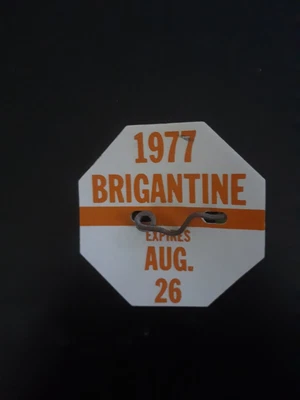 1977
BRIGANTINE
EXPIRES
AUG.
26